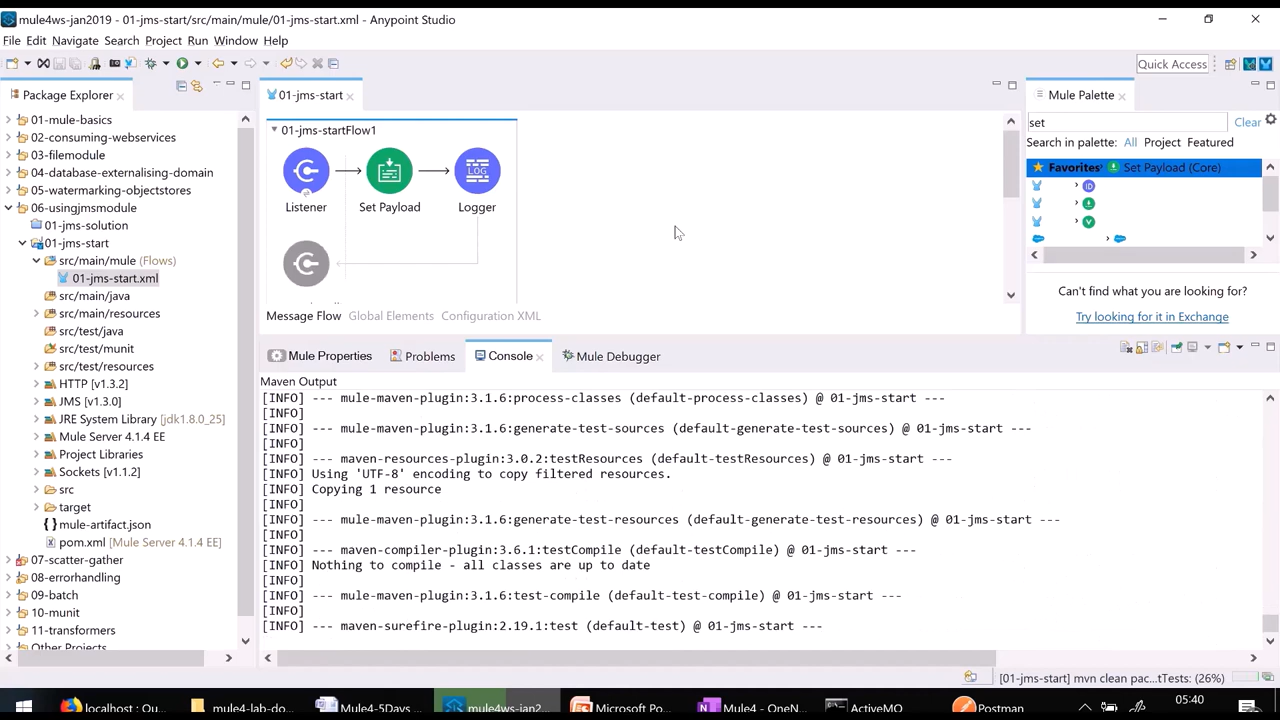 mule4ws-jan2019 - 01-jms-start/src/main/mule/01-jms-start.xml - Anypoint Studio
File Edit Navigate Search Project Run Window Help
Quick Access
Package Explorer
01-mule-basics
02-consuming-webservices
03-filemodule
04-database-externalising-domain
05-watermarking-objectstores
06-usingjmsmodule
01-jms-solution
01-jms-start
src/main/mule (Flows)
01-jms-start.xml
src/main/java
src/main/resources
src/test/java
src/test/munit
src/test/resources
HTTP [v1.3.2]
JMS [v1.3.0]
JRE System Library [jdk1.8.0_25]
Mule Server 4.1.4 EE
Project Libraries
Sockets [v1.1.2]
src
target
mule-artifact.json
pom.xml [Mule Server 4.1.4 EE]
07-scatter-gather
08-errorhandling
09-batch
10-munit
11-transformers
Other Projects
01-jms-start
01-jms-startFlow1
LOG
Listener Set Payload Logger
Message Flow Global Elements Configuration XML
Mule Palette
set
Clear
Search in palette: All Project Featured
Favorites Set Payload (Core)
ID
V
Can't find what you are looking for?
Try looking for it in Exchange
Mule Properties Problems Console Mule Debugger
Maven Output
[INFO] --- mule-maven-plugin:3.1.6:process-classes (default-process-classes) @ 01-jms-start ---
[INFO]
[INFO] --- mule-maven-plugin:3.1.6:generate-test-sources (default-generate-test-sources) @ 01-jms-start ---
[INFO]
[INFO] --- maven-resources-plugin:3.0.2:testResources (default-testResources) @ 01-jms-start ---
[INFO] Using 'UTF-8' encoding to copy filtered resources.
[INFO] Copying 1 resource
[INFO]
[INFO] --- mule-maven-plugin:3.1.6:generate-test-resources (default-generate-test-resources) @ 01-jms-start ---
[INFO]
[INFO] --- maven-compiler-plugin:3.6.1:testCompile (default-testCompile) @ 01-jms-start ---
[INFO] Nothing to compile - all classes are up to date
[INFO]
[INFO] --- mule-maven-plugin:3.1.6:test-compile (default-test-compile) @ 01-jms-start ---
[INFO]
[INFO] --- maven-surefire-plugin:2.19.1:test (default-test) @ 01-jms-start ---
[01-jms-start] mvn clean pac...tTests: (26%)
localhost : Qu... mule4-lab-do... Mule4-5Days ... mule4ws-jan2... Microsoft Po... Mule4 - OneN... ActiveMQ Postman
05:40